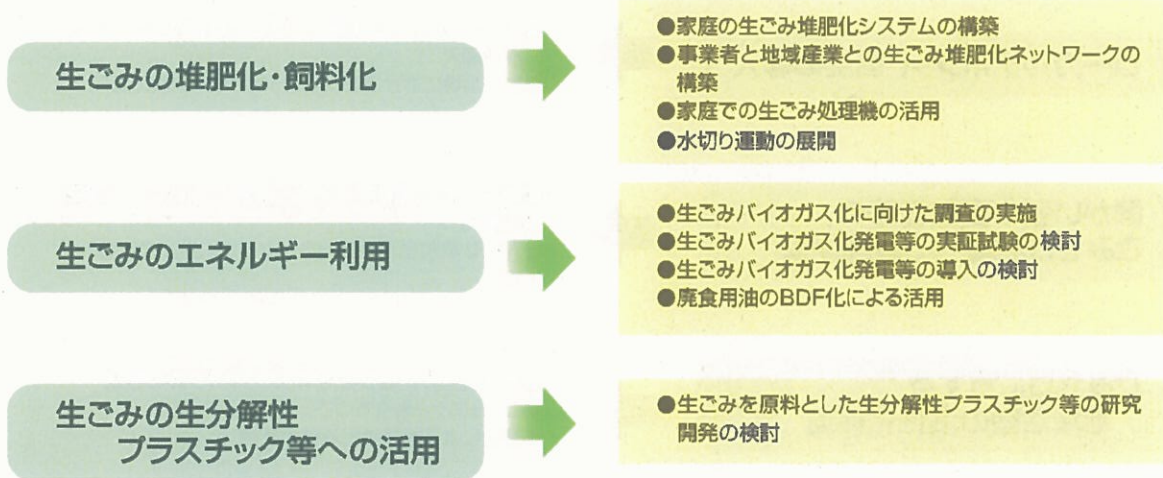 生ごみの堆肥化・飼料化
●家庭の生ごみ堆肥化システムの構築
●事業者と地域産業との生ごみ堆肥化ネットワークの
構築
●家庭での生ごみ処理機の活用
●水切り運動の展開
生ごみのエネルギー利用
●生ごみバイオガス化に向けた調査の実施
●生ごみバイオガス化発電等の実証試験の検討
●生ごみバイオガス化発電等の導入の検討
●廃食用油のBDF化による活用
生ごみの生分解性
プラスチック等への活用
●生ごみを原料とした生分解性プラスチック等の研究
開発の検討